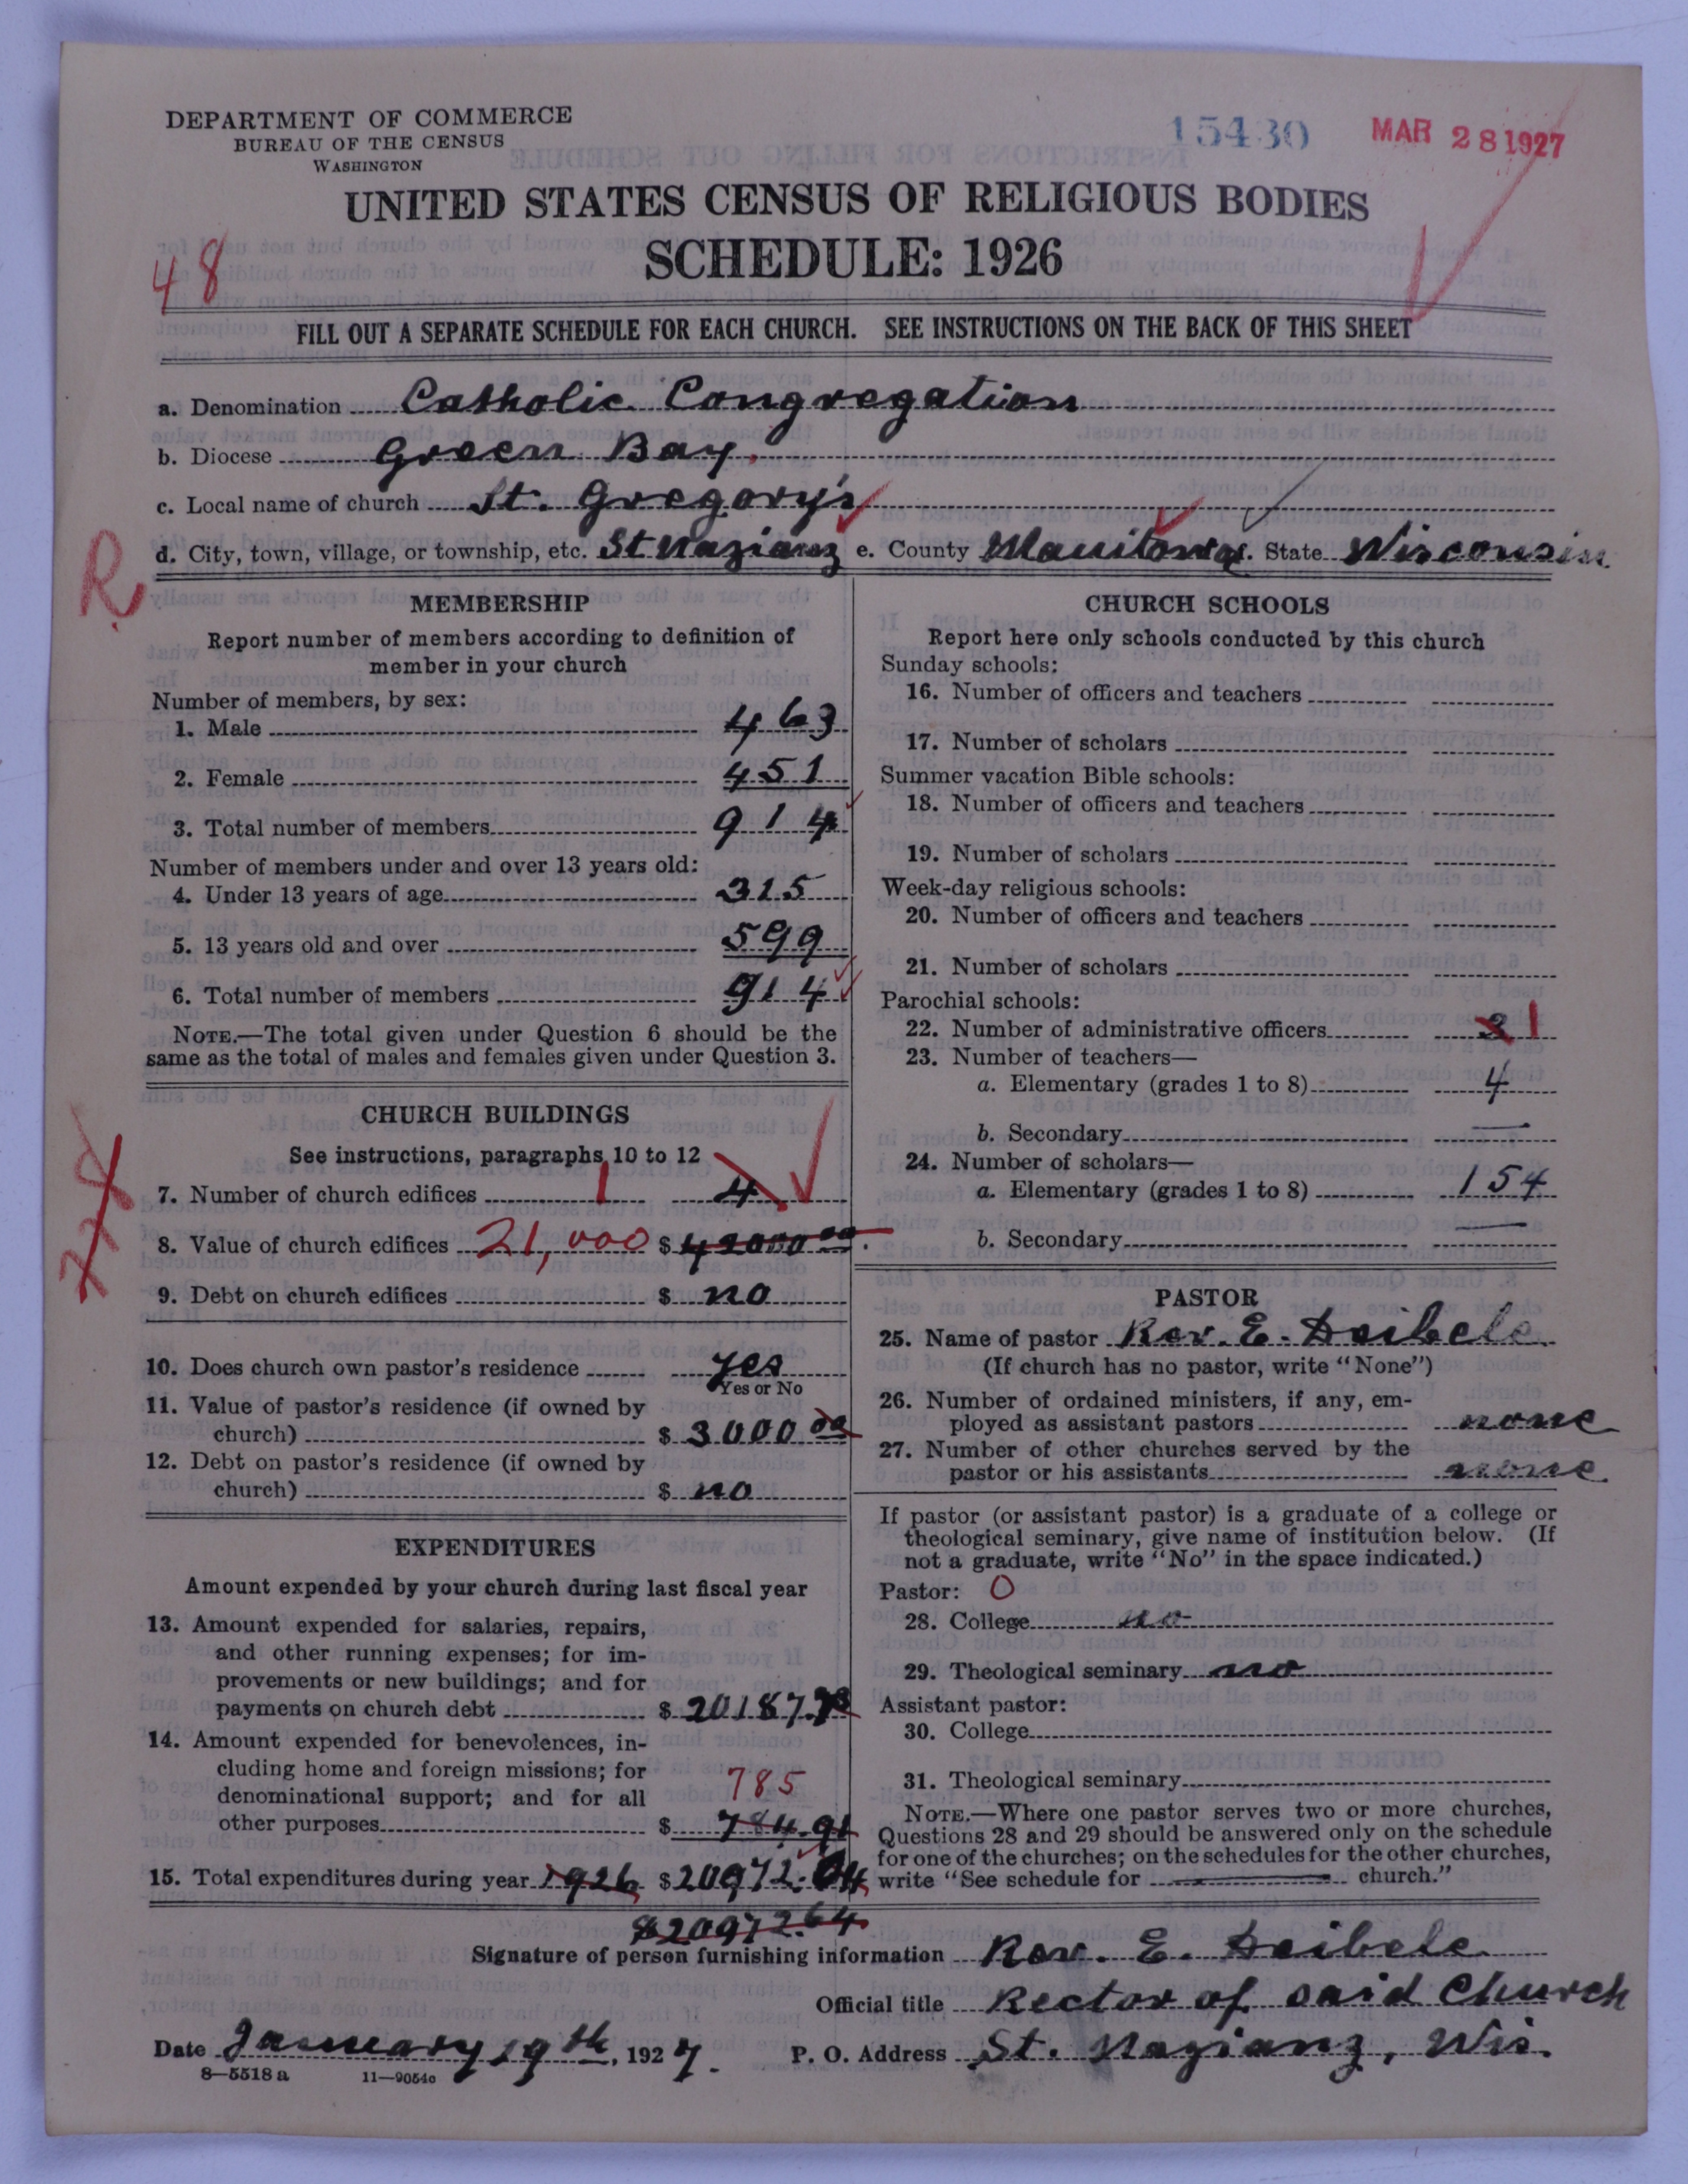 DEPARTMENT OF COMMERCE
BUREAU OF THE CENSUS
WASHINGTON
15430 MAR 28 1927
UNITED STATES CENSUS OF RELIGIOUS BODIES
SCHEDULE: 1926
48
FILL OUT A SEPARATE SCHEDULE FOR EACH CHURCH. SEE INSTRUCTIONS ON THE BACK OF THIS SHEET
a. Denomination Catholic Congregation
b. Diocese Green Bay.
c. Local name of church St. Gregory's
d. City, town, village, or township, etc. St Nazianz e. County Manitowoc. State Wisconsin
R
MEMBERSHIP
Report number of members according to definition of
member in your church
Number of members, by sex:
1. Male 463
2. Female 451
3. Total number of members 914
Number of members under and over 13 years old:
4. Under 13 years of age 315
5. 13 years old and over 599
6. Total number of members 914
NOTE.—The total given under Question 6 should be the
same as the total of males and females given under Question 3.
CHURCH BUILDINGS
See instructions, paragraphs 10 to 12
7. Number of church edifices 1 4
778
8. Value of church edifices 21,000 $ 42000 00.
9. Debt on church edifices $ no
10. Does church own pastor's residence yes
Yes or No
11. Value of pastor's residence (if owned by
church) $ 3000 00
12. Debt on pastor's residence (if owned by
church) $ no
EXPENDITURES
Amount expended by your church during last fiscal year
13. Amount expended for salaries, repairs,
and other running expenses; for im-
provements or new buildings; and for
payments on church debt $ 20187.
14. Amount expended for benevolences, in-
cluding home and foreign missions; for
denominational support; and for all 785
other purposes $ 784.91
15. Total expenditures during year 1926 $ 20972.64
$20972.64
CHURCH SCHOOLS
Report here only schools conducted by this church
Sunday schools:
16. Number of officers and teachers
17. Number of scholars
Summer vacation Bible schools:
18. Number of officers and teachers
19. Number of scholars
Week-day religious schools:
20. Number of officers and teachers
21. Number of scholars
Parochial schools:
22. Number of administrative officers 1
23. Number of teachers—
a. Elementary (grades 1 to 8) 4
b. Secondary —
24. Number of scholars—
a. Elementary (grades 1 to 8) 154
b. Secondary —
PASTOR
25. Name of pastor Rev. E. Deibele
(If church has no pastor, write "None")
26. Number of ordained ministers, if any, em-
ployed as assistant pastors none
27. Number of other churches served by the
pastor or his assistants none
If pastor (or assistant pastor) is a graduate of a college or
theological seminary, give name of institution below. (If
not a graduate, write "No" in the space indicated.)
Pastor: O
28. College no
29. Theological seminary no
Assistant pastor:
30. College
31. Theological seminary
NOTE.—Where one pastor serves two or more churches,
Questions 28 and 29 should be answered only on the schedule
for one of the churches; on the schedules for the other churches,
write "See schedule for — church."
Signature of person furnishing information Rev. E. Deibele
Official title Rector of said Church
Date January 19th, 1927. P. O. Address St. Nazianz, Wis.
8—5518 a 11—9054c